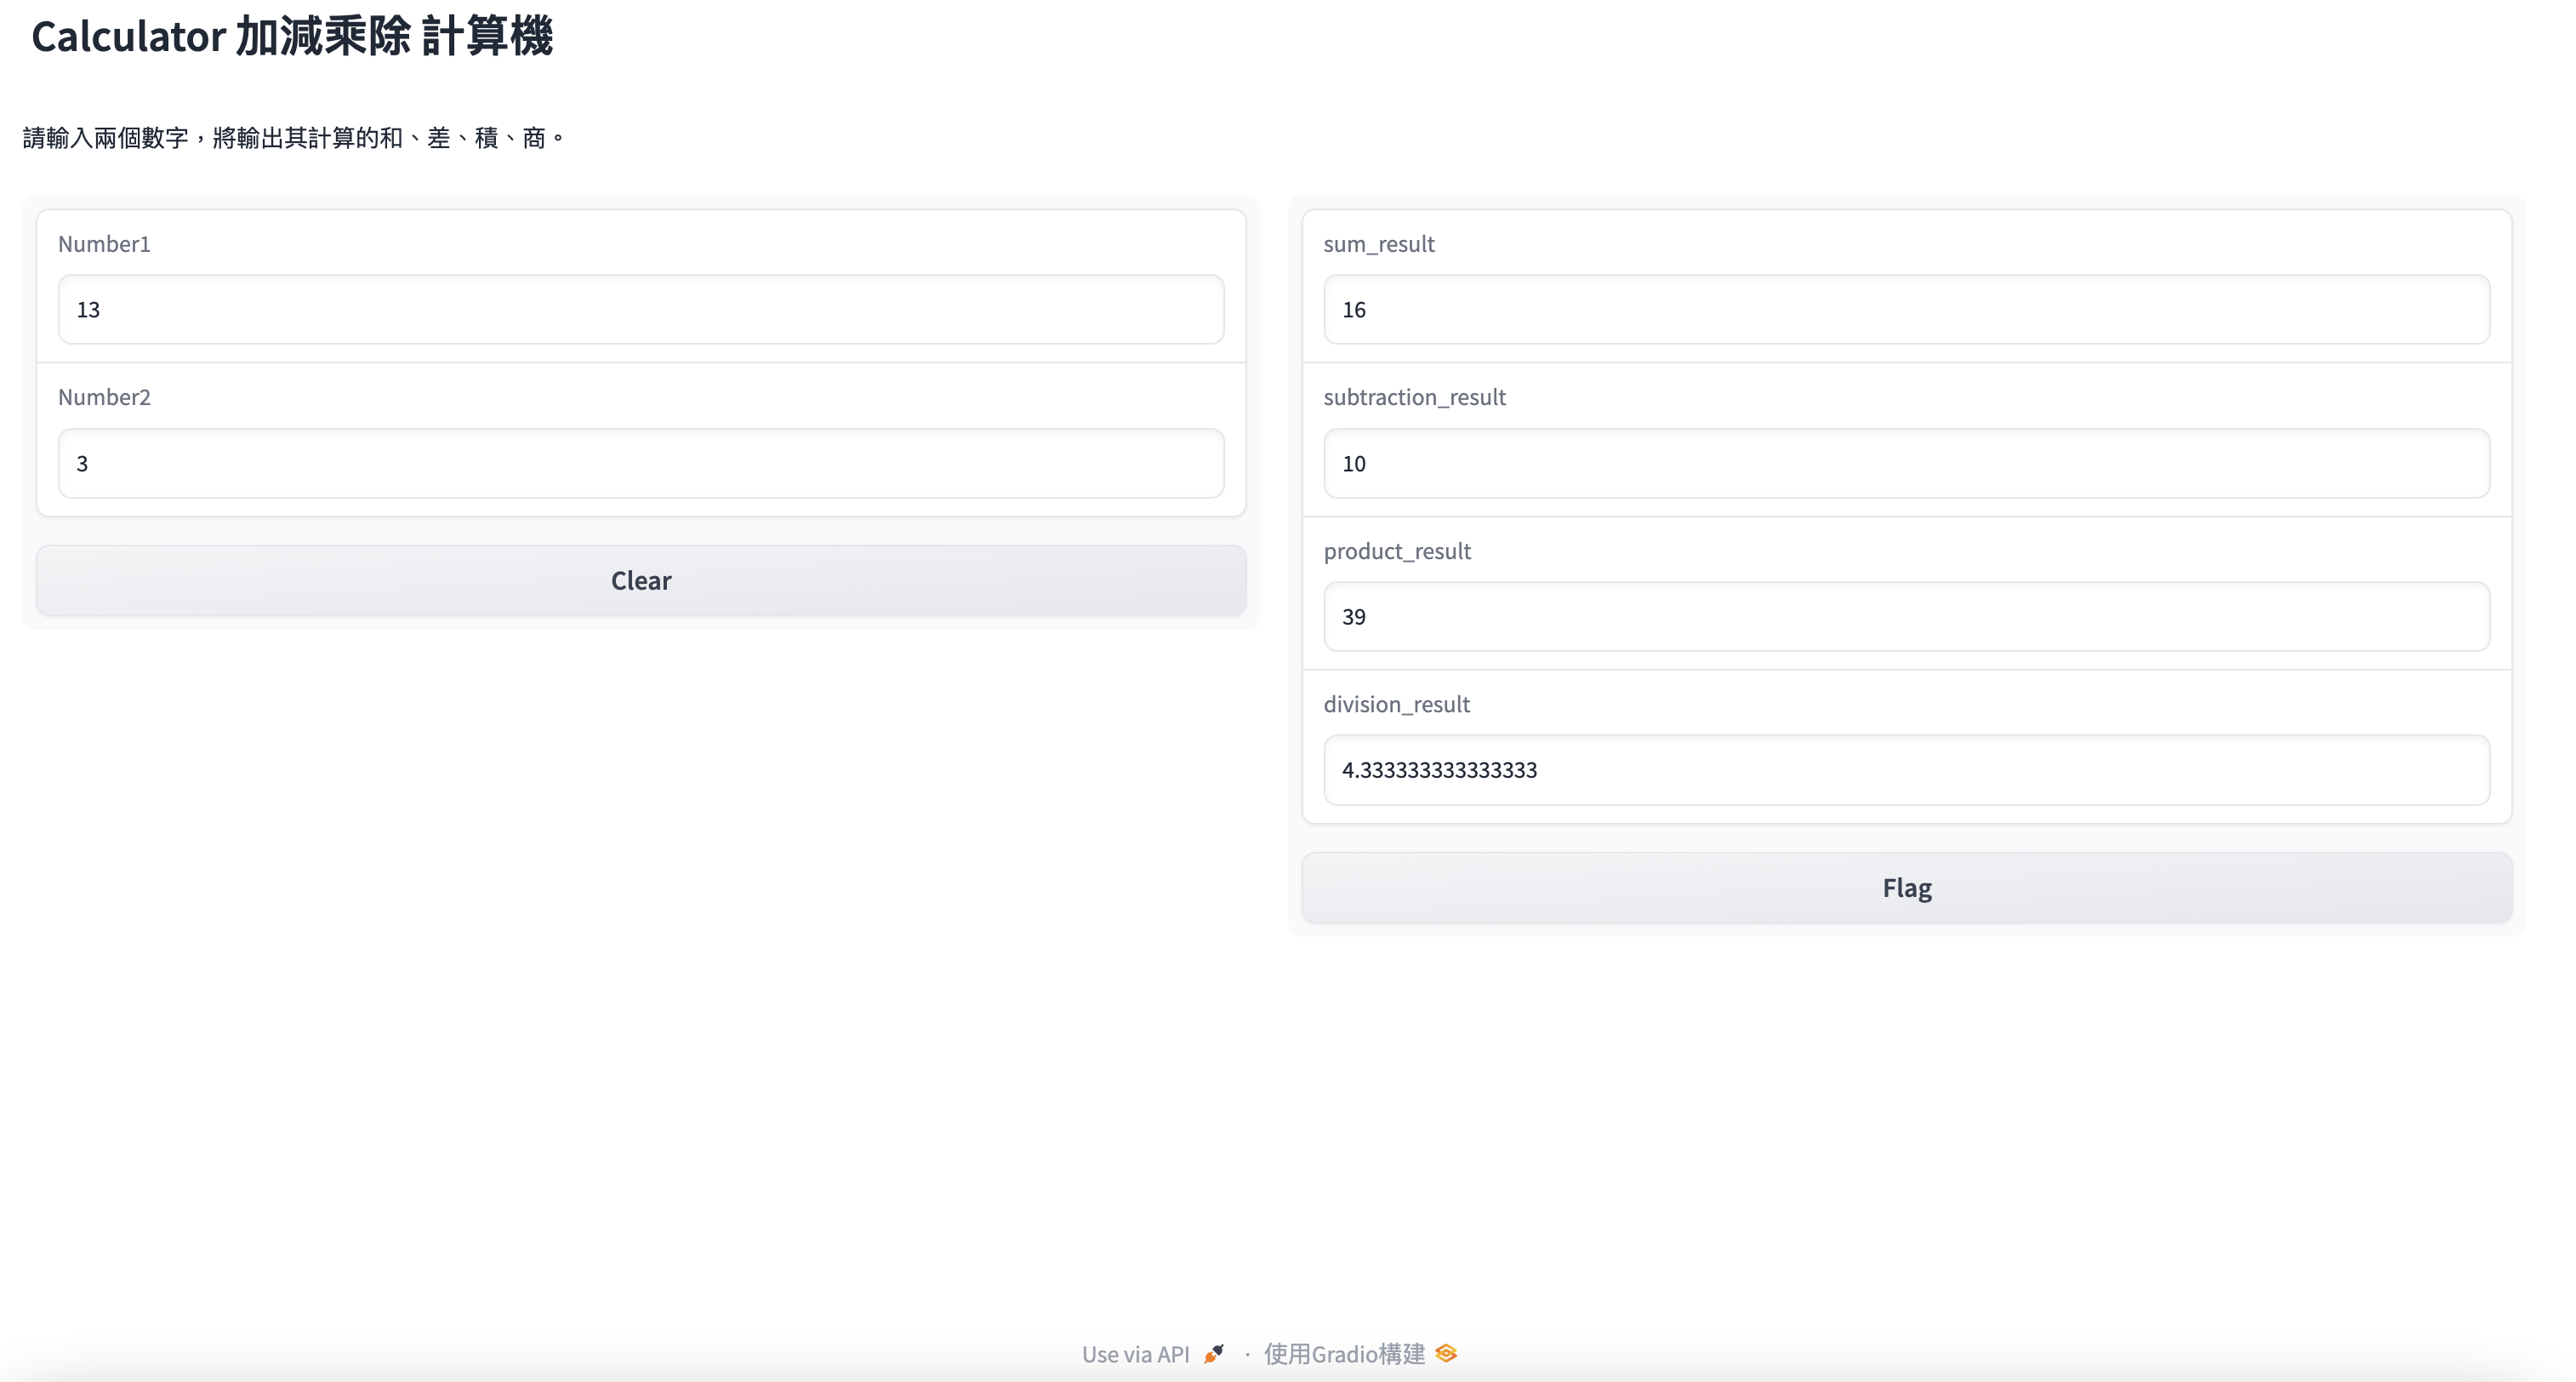 Calculator 加減乘除 計算機
請輸入兩個數字，將輸出其計算的和、差、積、商。
Number1
13
Number2
3
Clear
sum_result
16
subtraction_result
10
product_result
39
division_result
4.333333333333333
Flag
Use via API · 使用Gradio構建